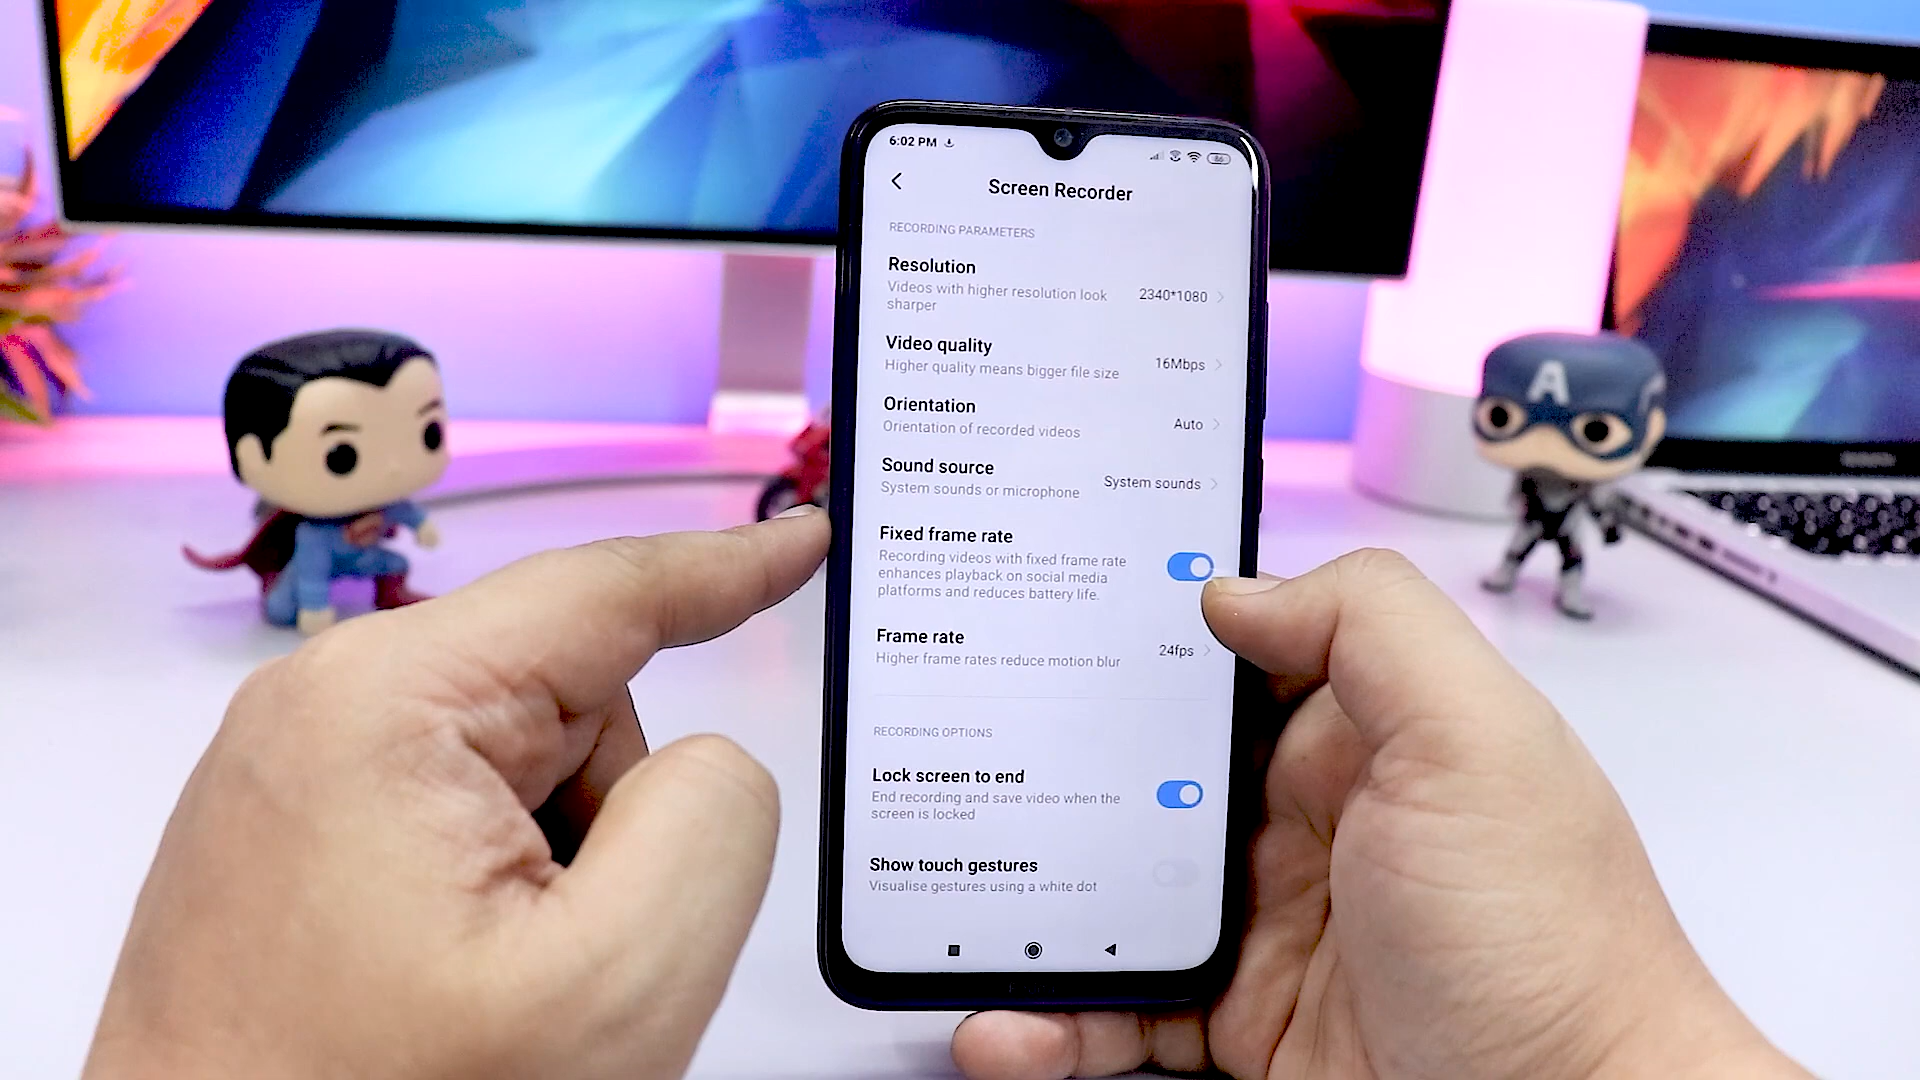 6:02 PM
86
Screen Recorder
RECORDING PARAMETERS
Resolution
Videos with higher resolution look
sharper
2340*1080
Video quality
Higher quality means bigger file size
16Mbps
Orientation
Orientation of recorded videos
Auto
Sound source
System sounds or microphone
System sounds
Fixed frame rate
Recording videos with fixed frame rate
enhances playback on social media
platforms and reduces battery life.
Frame rate
Higher frame rates reduce motion blur
24fps
RECORDING OPTIONS
Lock screen to end
End recording and save video when the
screen is locked
Show touch gestures
Visualise gestures using a white dot
A